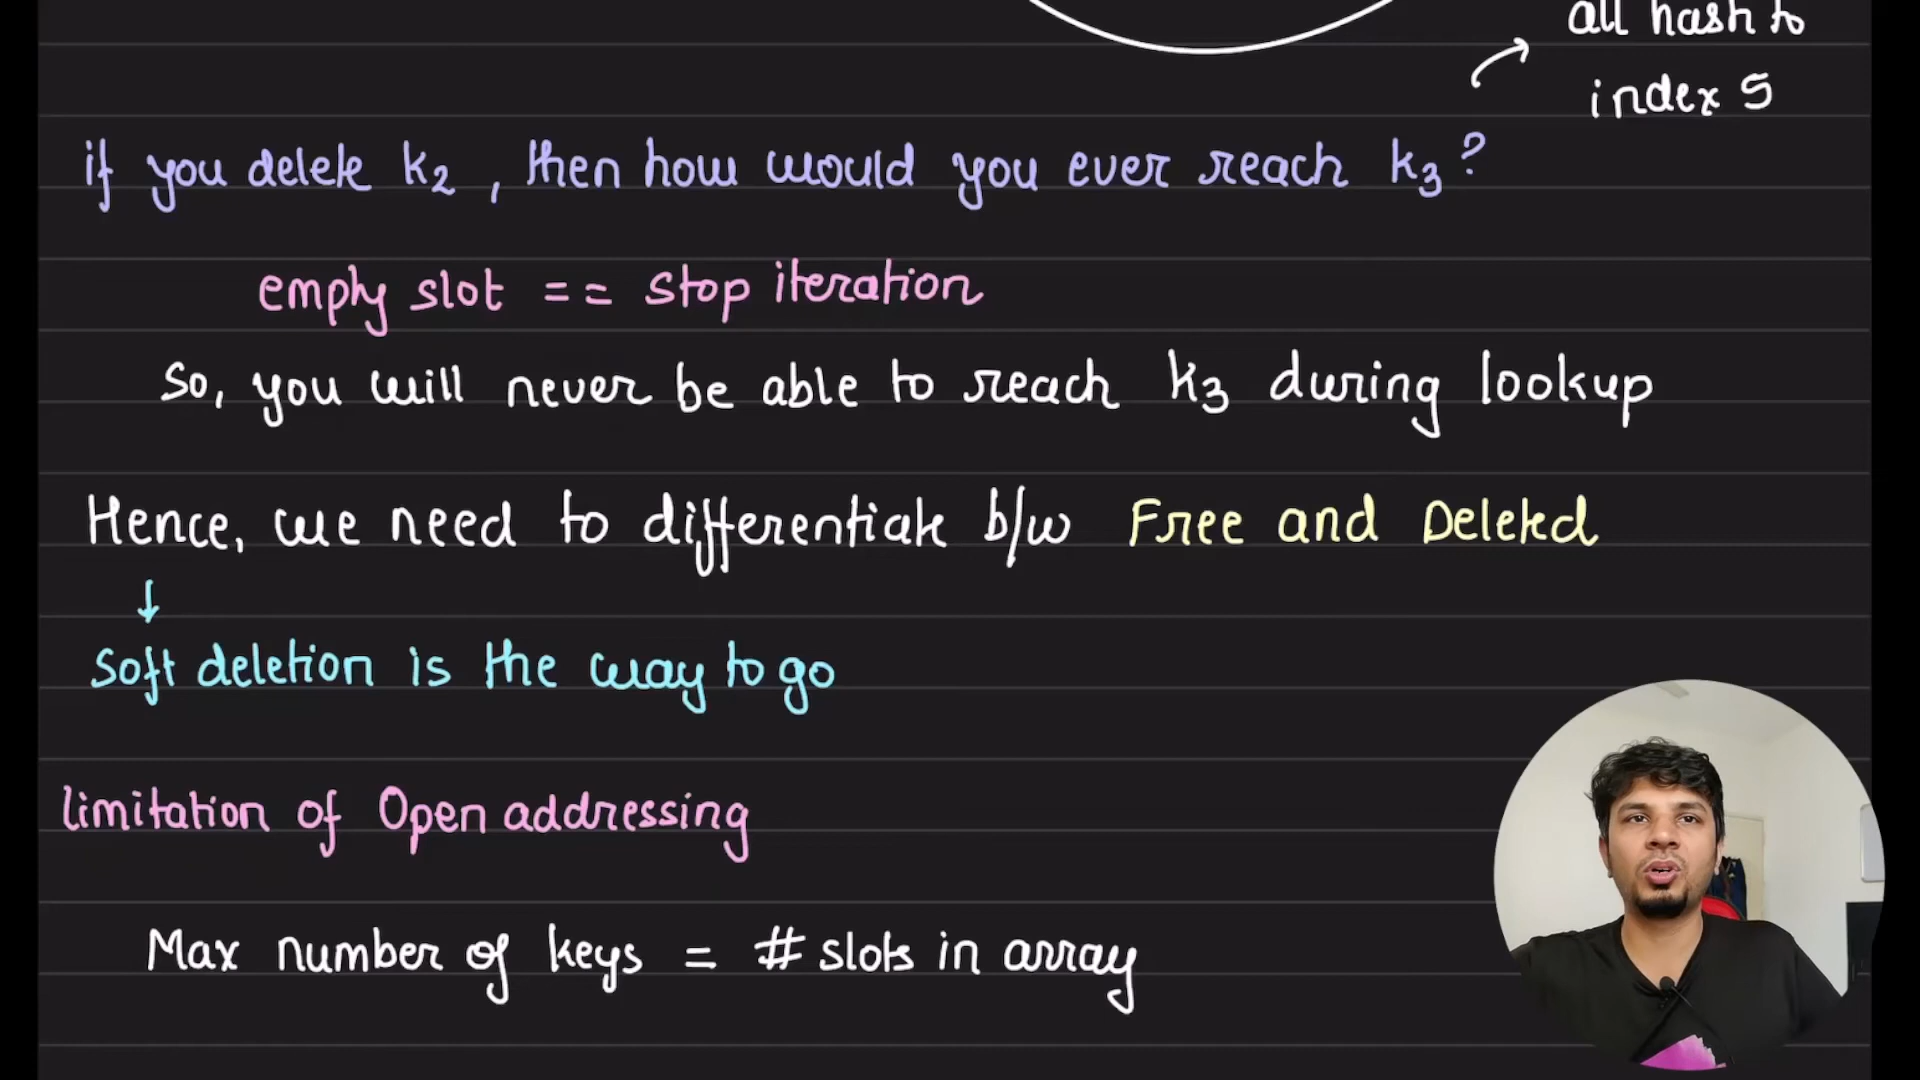 all hash to
index 5
if you delete k2, then how would you ever reach k3?
empty slot == stop iteration
So, you will never be able to reach k3 during lookup
Hence, we need to differentiate b/w Free and Deleted
↓
Soft deletion is the way to go
limitation of Open addressing
Max number of keys = # slots in array